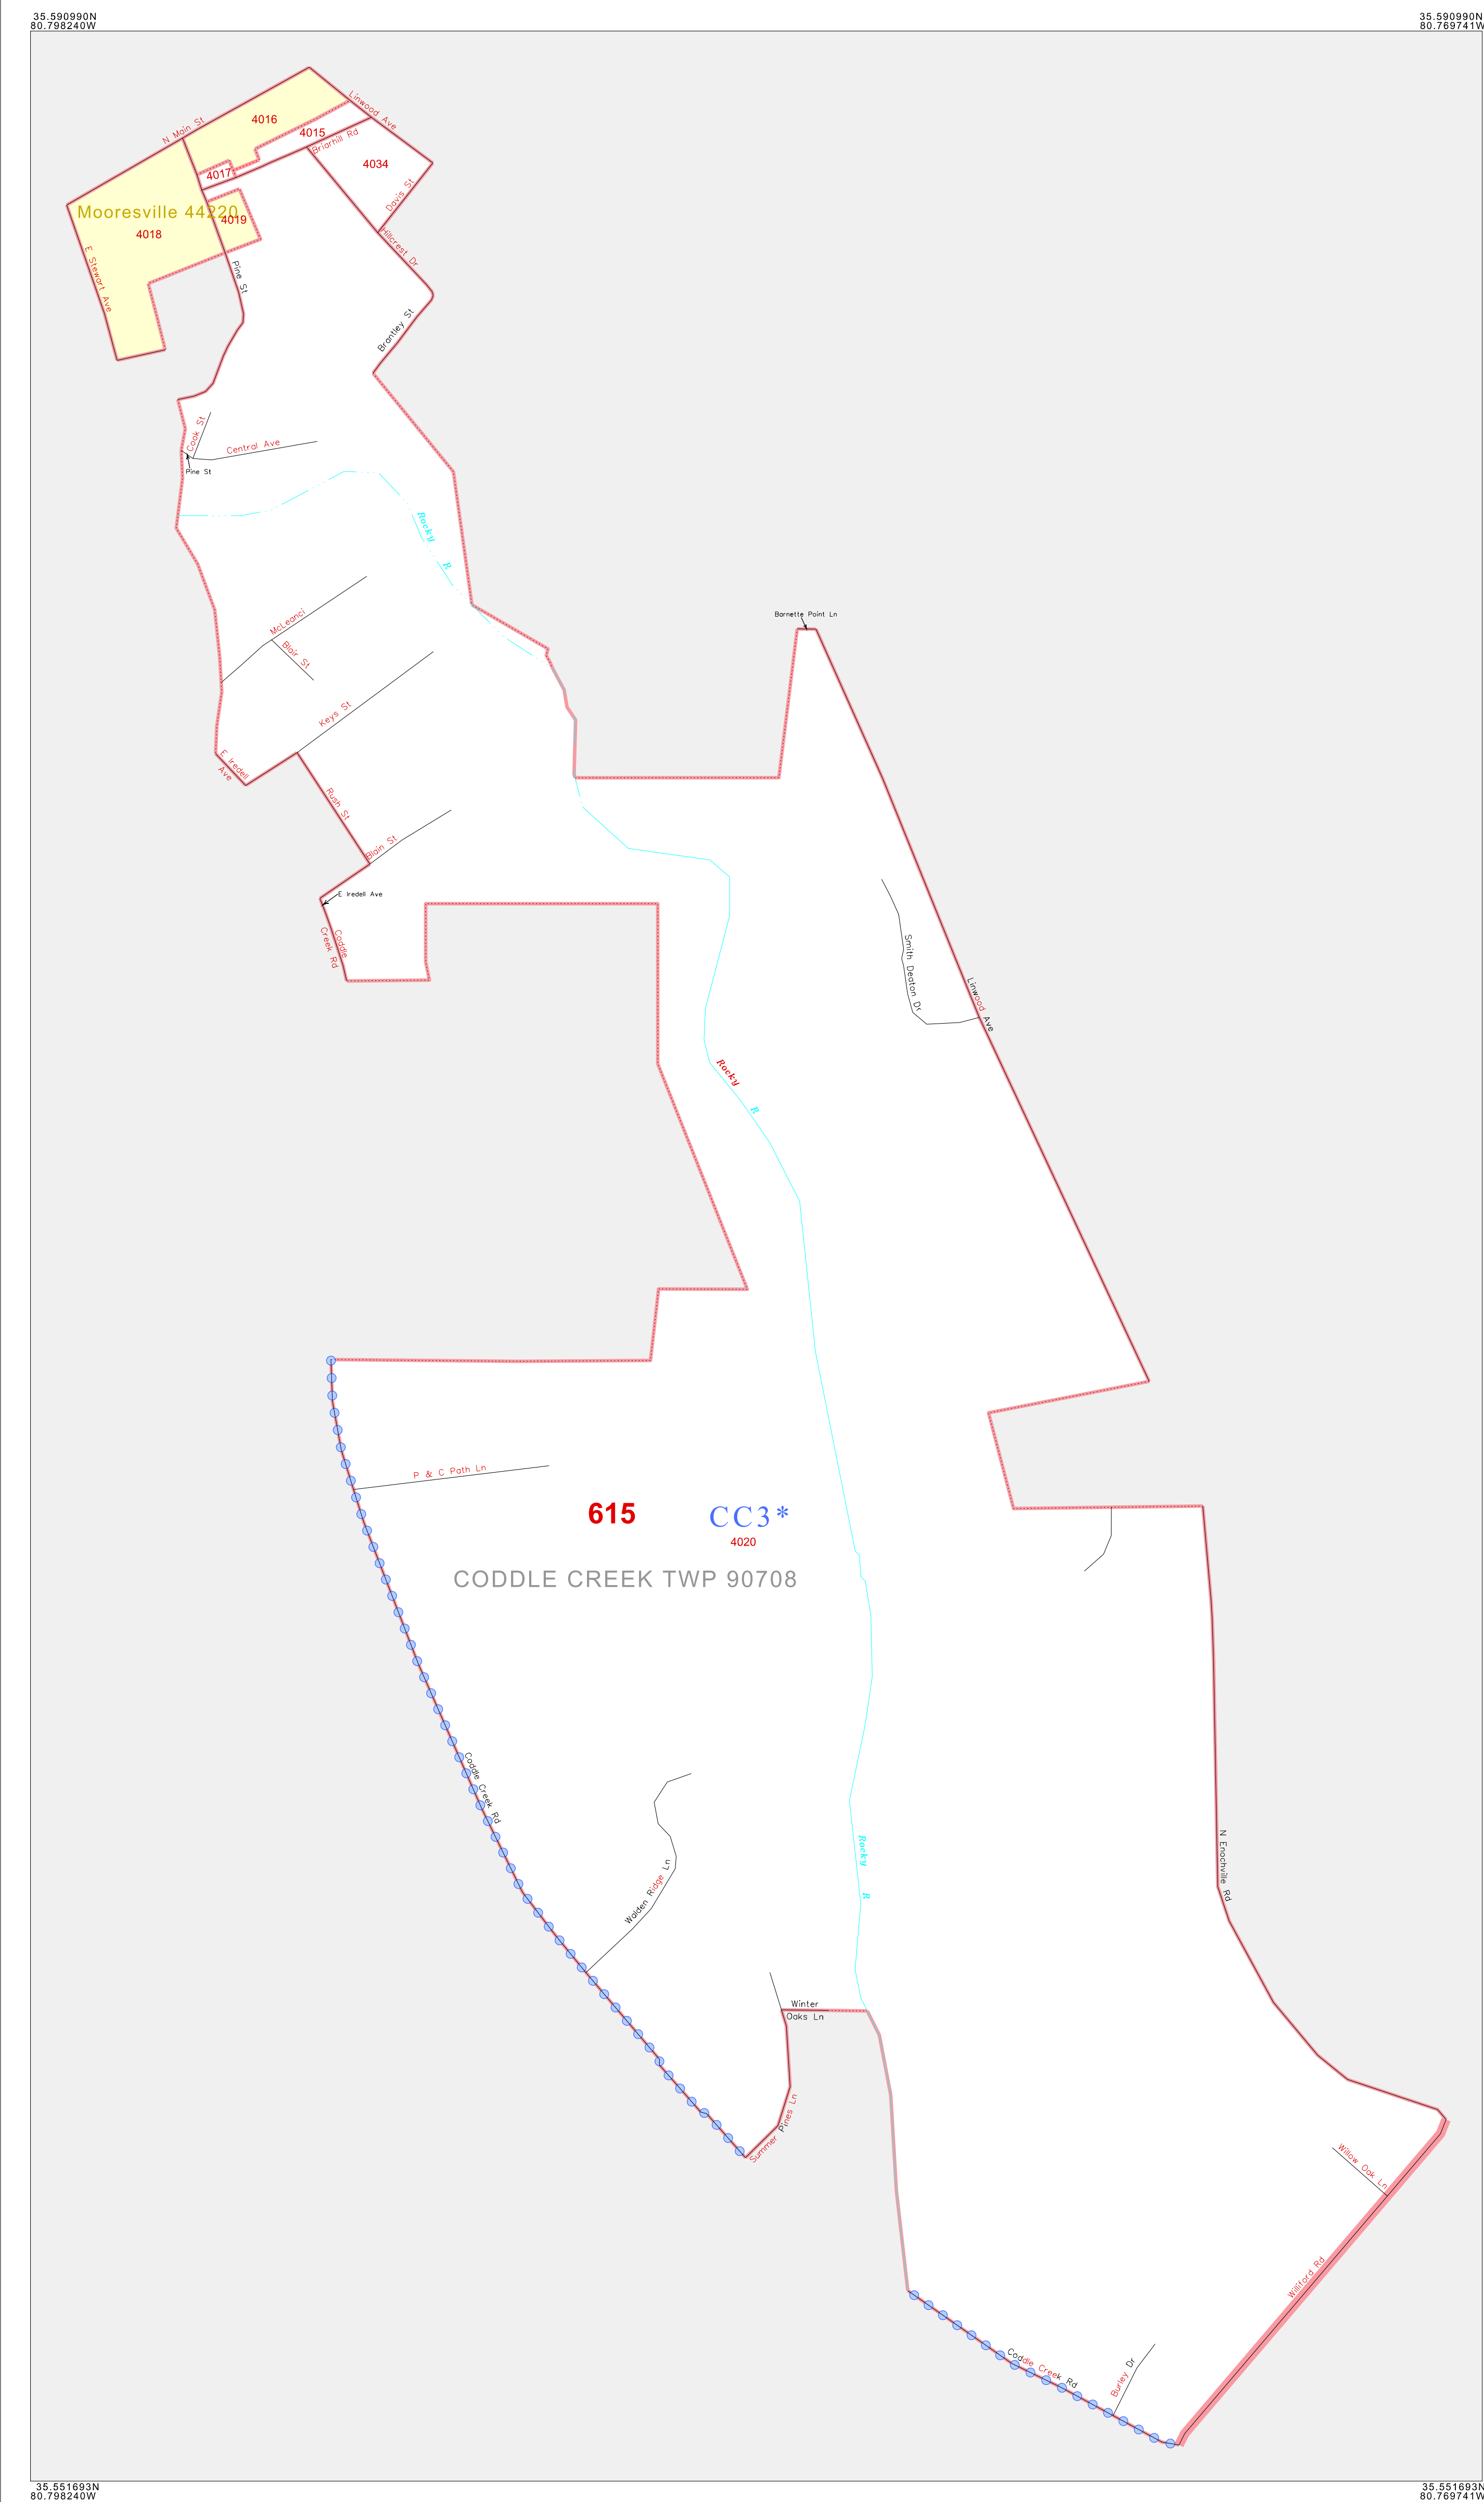 35.590990N
80.798240W
35.590990N
80.769741W
Linwood Ave
N Main St
4016
4015
Briarhill Rd
4034
4017
Davis St
Mooresville 44220
4019
4018
Hillcrest Dr
E Stewart Ave
Pine St
Brantley St
Cook St
Central Ave
Pine St
Rocky R
McLeanci
Blair St
Barnette Point Ln
Keys St
E Iredell
Ave
Rush St
Blain St
E Iredell Ave
Coddle
Creek Rd
Smith Deaton Dr
Linwood Ave
Rocky R
P & C Path Ln
615
CC3*
4020
CODDLE CREEK TWP 90708
Coddle Creek Rd
Rocky R
N Enochville Rd
Walden Ridge Ln
Winter
Oaks Ln
Summer Pines Ln
Willow Oak Ln
Williford Rd
Coddle Creek Rd
Burley Dr
35.551693N
80.798240W
35.551693N
80.769741W